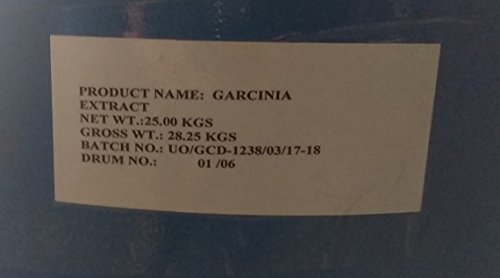 PRODUCT NAME: GARCINIA
EXTRACT
NET WT.:25.00 KGS
GROSS WT.: 28.25 KGS
BATCH NO.: UO/GCD-1238/03/17-18
DRUM NO.: 01 /06